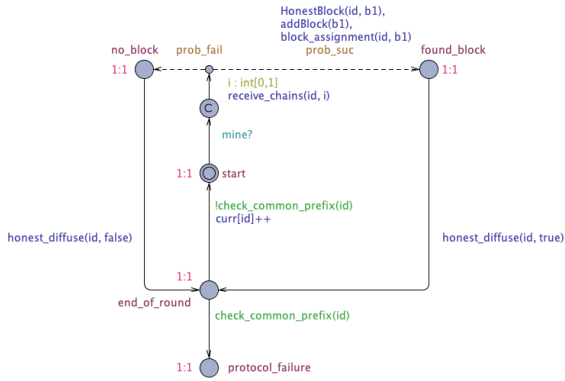 HonestBlock(id, b1),
addBlock(b1),
block_assignment(id, b1)
no_block
prob_fail
prob_suc
found_block
1:1
1:1
i : int[0,1]
receive_chains(id, i)
C
mine?
1:1
start
!check_common_prefix(id)
curr[id]++
honest_diffuse(id, false)
honest_diffuse(id, true)
1:1
end_of_round
check_common_prefix(id)
1:1
protocol_failure